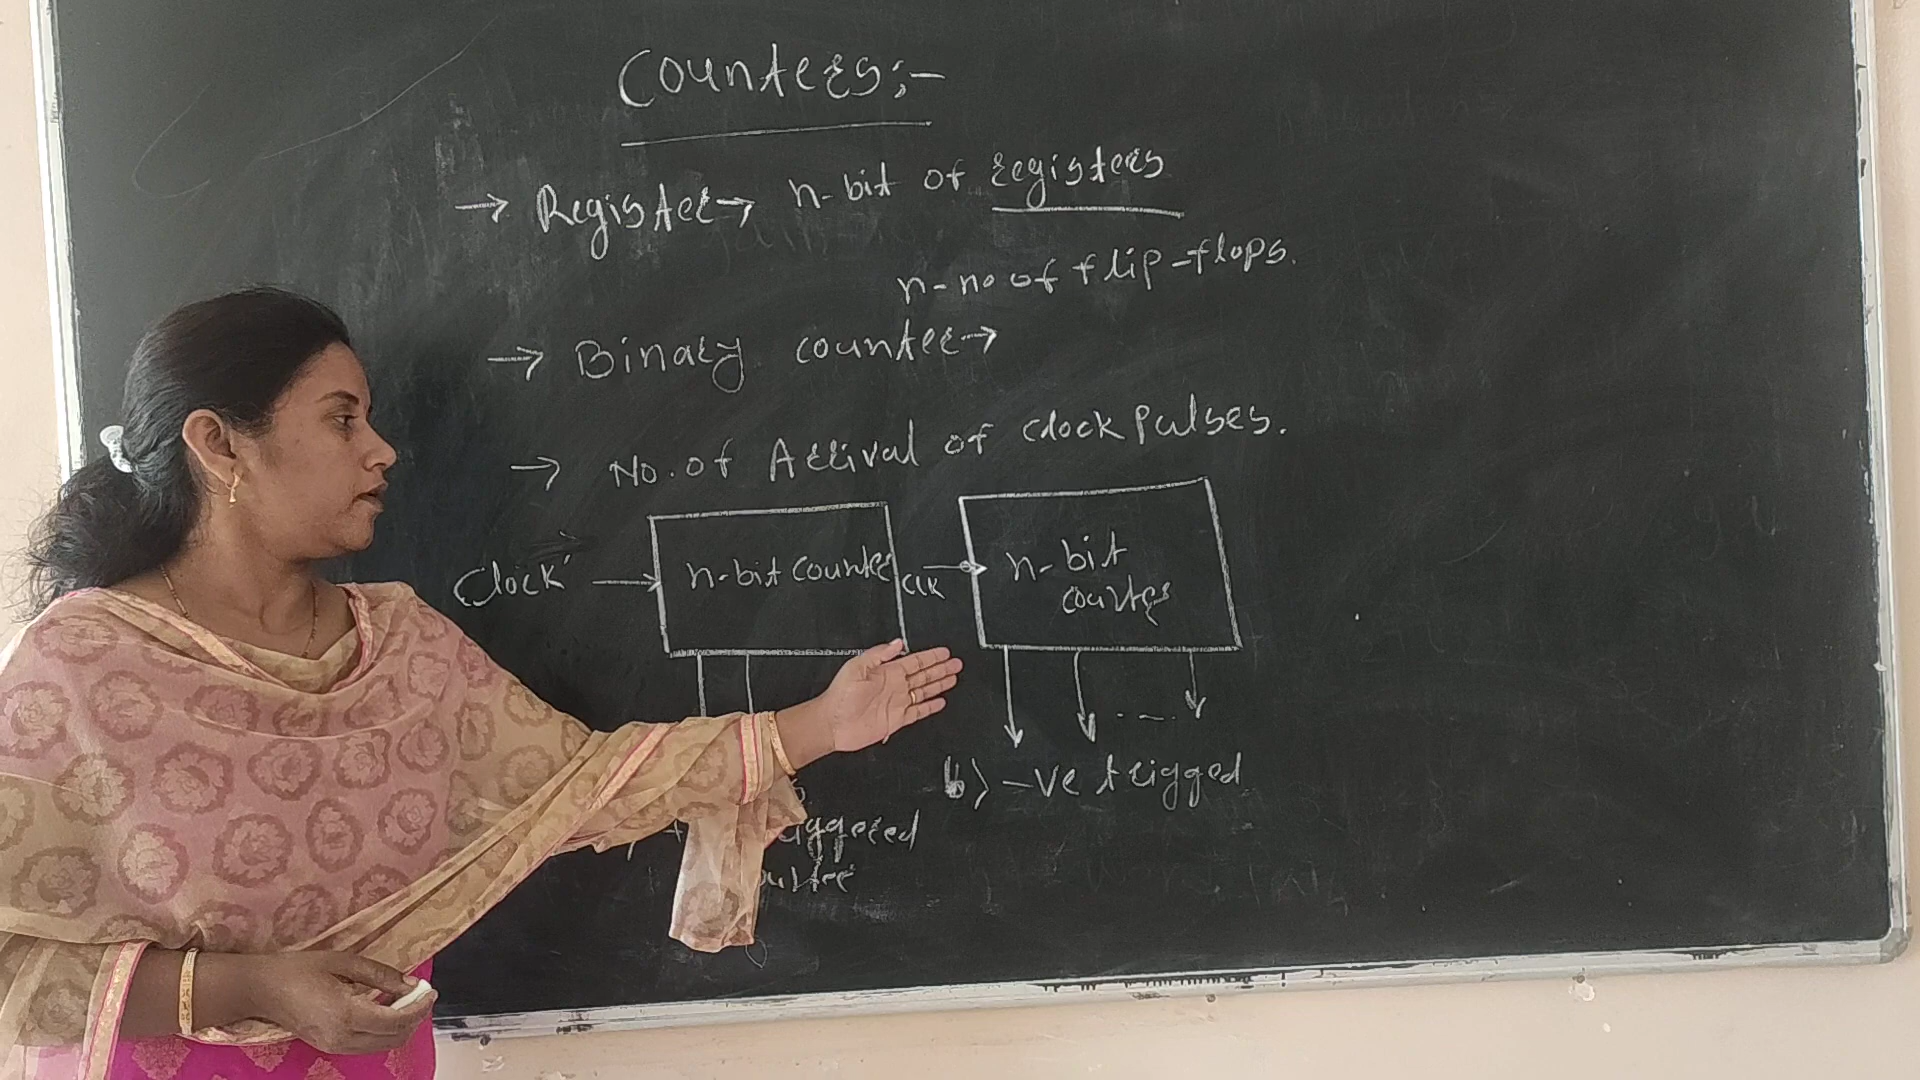 Counters:-
→ Register → n-bit of registers
n-no of flip-flops.
→ Binary counter →
→ No. of Arrival of clock pulses.
Clock → n-bit counter
CLK → n-bit
counter
b) -ve trigged